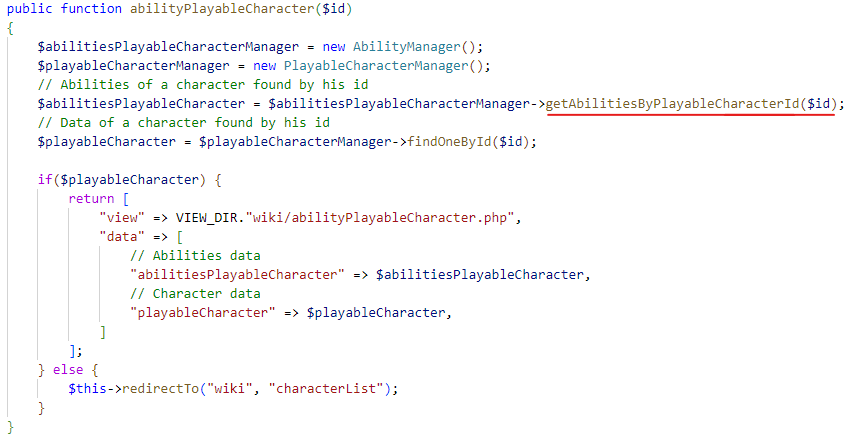 public function abilityPlayableCharacter($id)
{
    $abilitiesPlayableCharacterManager = new AbilityManager();
    $playableCharacterManager = new PlayableCharacterManager();
    // Abilities of a character found by his id
    $abilitiesPlayableCharacter = $abilitiesPlayableCharacterManager->getAbilitiesByPlayableCharacterId($id);
    // Data of a character found by his id
    $playableCharacter = $playableCharacterManager->findOneById($id);

    if($playableCharacter) {
        return [
            "view" => VIEW_DIR."wiki/abilityPlayableCharacter.php",
            "data" => [
                // Abilities data
                "abilitiesPlayableCharacter" => $abilitiesPlayableCharacter,
                // Character data
                "playableCharacter" => $playableCharacter,
            ]
        ];
    } else {
        $this->redirectTo("wiki", "characterList");
    }
}